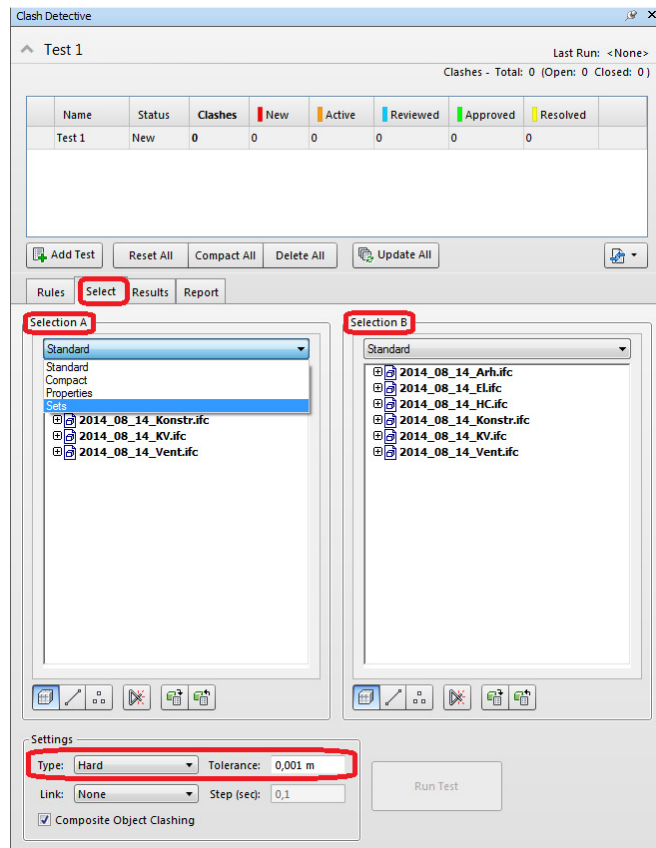 Clash Detective
Test 1
Last Run: <None>
Clashes - Total: 0 (Open: 0 Closed: 0)
Name Status Clashes New Active Reviewed Approved Resolved
Test 1 New 0 0 0 0 0 0
Add Test Reset All Compact All Delete All Update All
Rules Select Results Report
Selection A
Standard
Standard
Compact
Properties
Sets
2014_08_14_Konstr.ifc
2014_08_14_KV.ifc
2014_08_14_Vent.ifc
Selection B
Standard
2014_08_14_Arh.ifc
2014_08_14_El.ifc
2014_08_14_HC.ifc
2014_08_14_Konstr.ifc
2014_08_14_KV.ifc
2014_08_14_Vent.ifc
Settings
Type: Hard Tolerance: 0,001 m
Link: None Step (sec): 0,1
Composite Object Clashing
Run Test